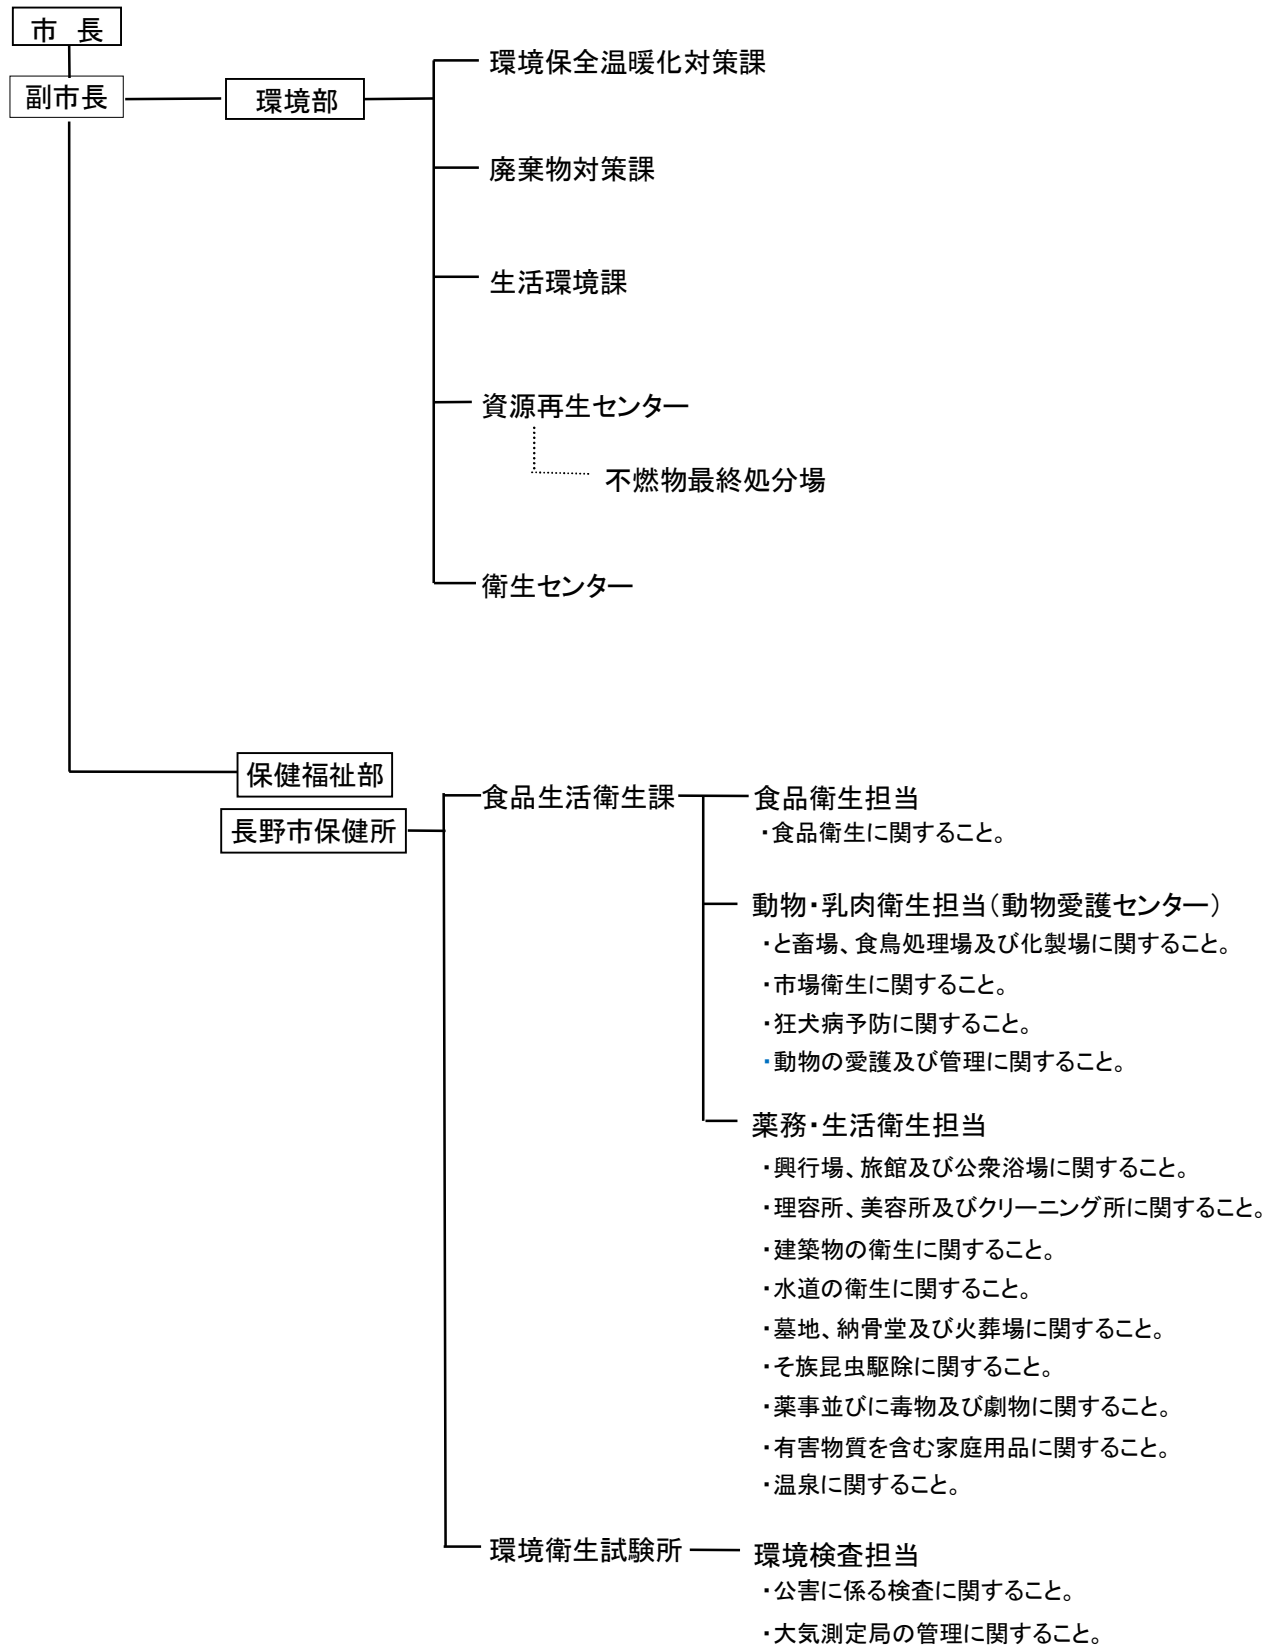 市 長
副市長
環境部
環境保全温暖化対策課
廃棄物対策課
生活環境課
資源再生センター
不燃物最終処分場
衛生センター
保健福祉部
長野市保健所
食品生活衛生課
食品衛生担当
・食品衛生に関すること。
動物・乳肉衛生担当(動物愛護センター)
・と畜場、食鳥処理場及び化製場に関すること。
・市場衛生に関すること。
・狂犬病予防に関すること。
・動物の愛護及び管理に関すること。
薬務・生活衛生担当
・興行場、旅館及び公衆浴場に関すること。
・理容所、美容所及びクリーニング所に関すること。
・建築物の衛生に関すること。
・水道の衛生に関すること。
・墓地、納骨堂及び火葬場に関すること。
・そ族昆虫駆除に関すること。
・薬事並びに毒物及び劇物に関すること。
・有害物質を含む家庭用品に関すること。
・温泉に関すること。
環境衛生試験所
環境検査担当
・公害に係る検査に関すること。
・大気測定局の管理に関すること。